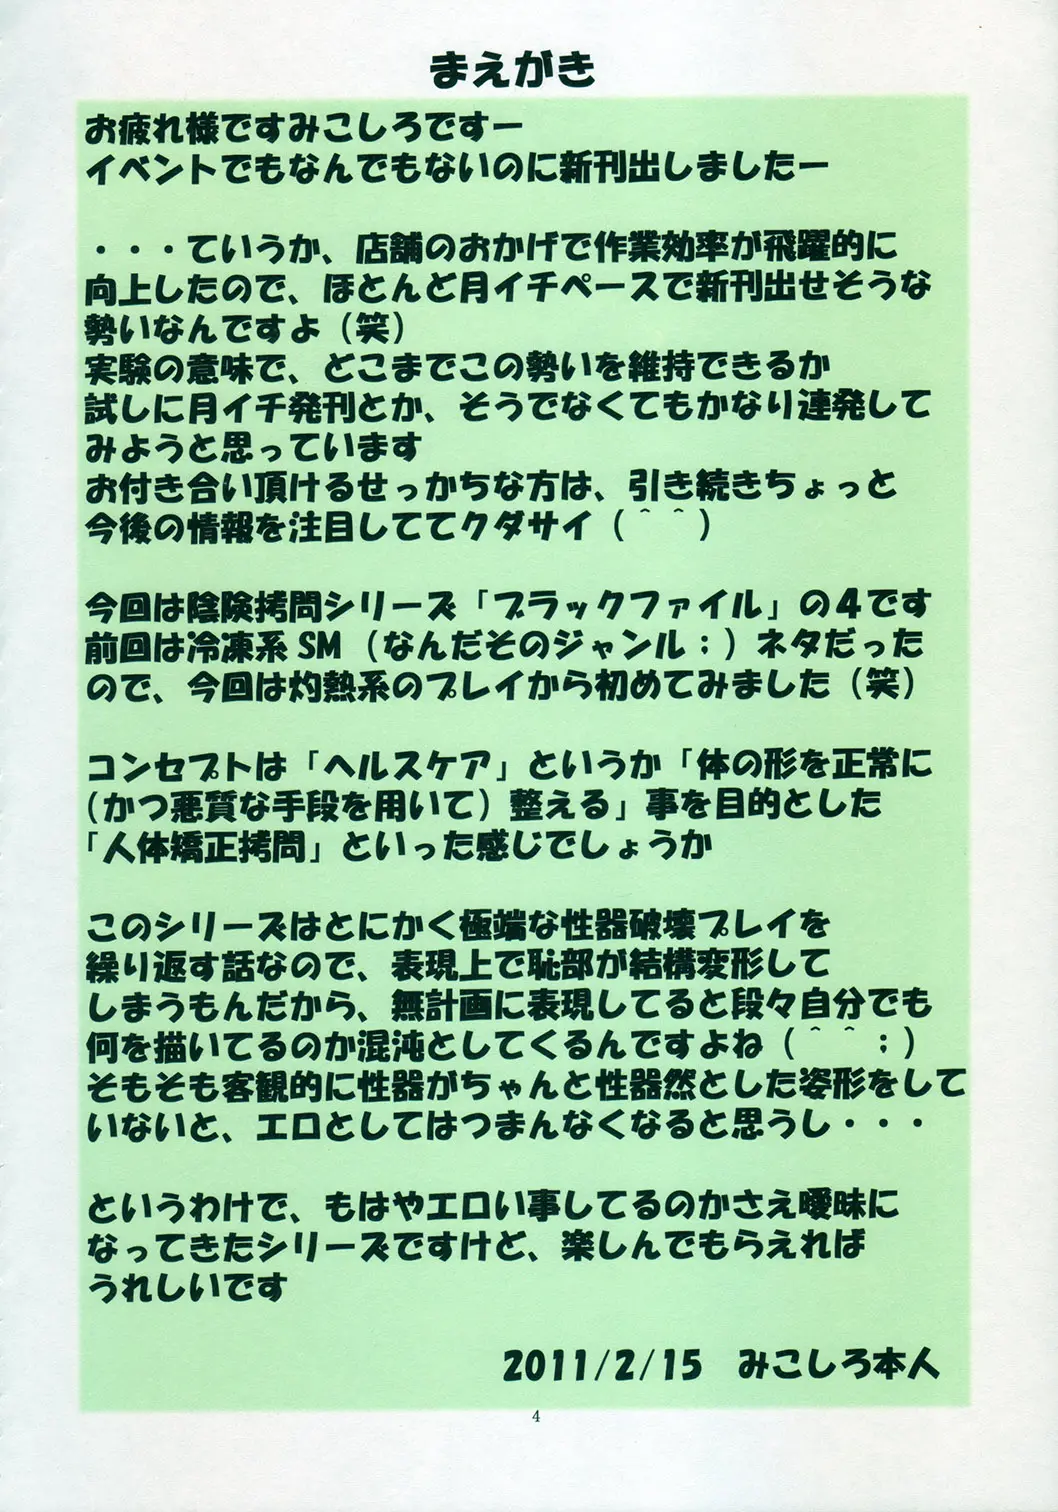 まえがき
お疲れ様ですみこしろですー
イベントでもなんでもないのに新刊出しましたー
・・・ていうか、店舗のおかげで作業効率が飛躍的に
向上したので、ほとんど月イチペースで新刊出せそうな
勢いなんですよ（笑）
実験の意味で、どこまでこの勢いを維持できるか
試しに月イチ発刊とか、そうでなくてもかなり連発して
みようと思っています
お付き合い頂けるせっかちな方は、引き続きちょっと
今後の情報を注目しててクダサイ（＾＾）
今回は陰険拷問シリーズ「ブラックファイル」の４です
前回は冷凍系SM（なんだそのジャンル；）ネタだった
ので、今回は灼熱系のプレイから初めてみました（笑）
コンセプトは「ヘルスケア」というか「体の形を正常に
（かつ悪質な手段を用いて）整える」事を目的とした
「人体矯正拷問」といった感じでしょうか
このシリーズはとにかく極端な性器破壊プレイを
繰り返す話なので、表現上で恥部が結構変形して
しまうもんだから、無計画に表現してると段々自分でも
何を描いてるのか混沌としてくるんですよね（＾＾；）
そもそも客観的に性器がちゃんと性器然とした姿形をして
いないと、エロとしてはつまんなくなると思うし・・・
というわけで、もはやエロい事してるのかさえ曖昧に
なってきたシリーズですけど、楽しんでもらえれば
うれしいです
2011/2/15　みこしろ本人
4